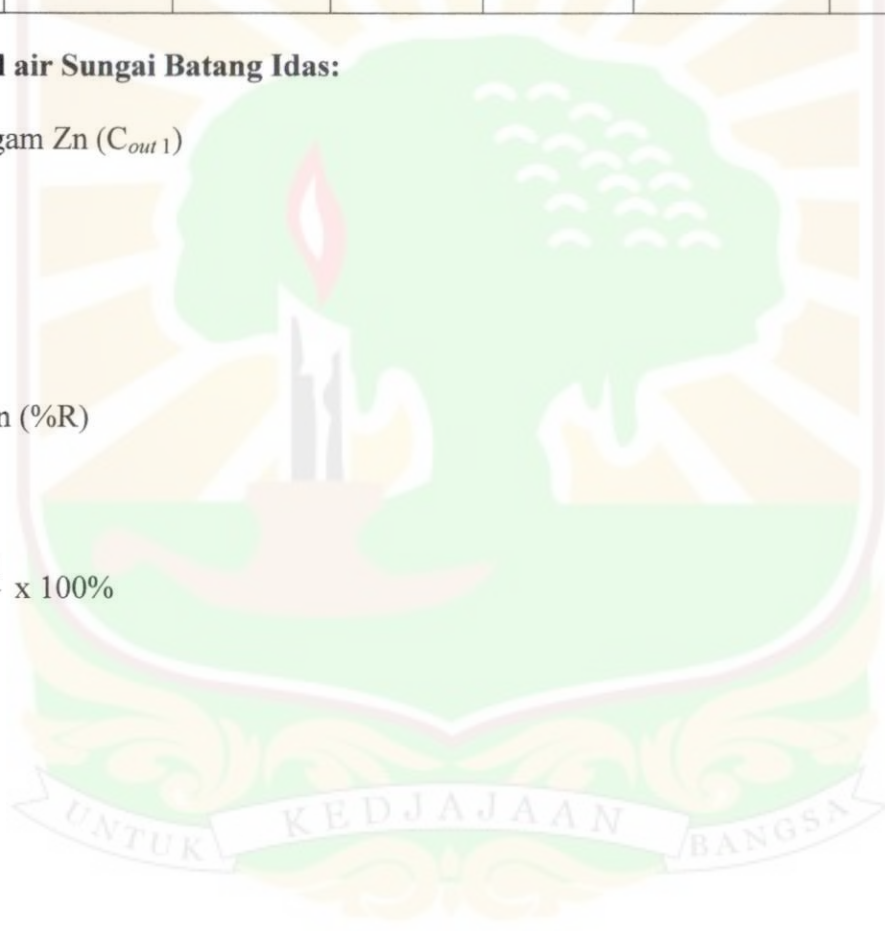 air Sungai Batang Idas:
gam Zn (Cout 1)
n (%R)
x 100%
UNTUK KEDJAJAAN BANGSA